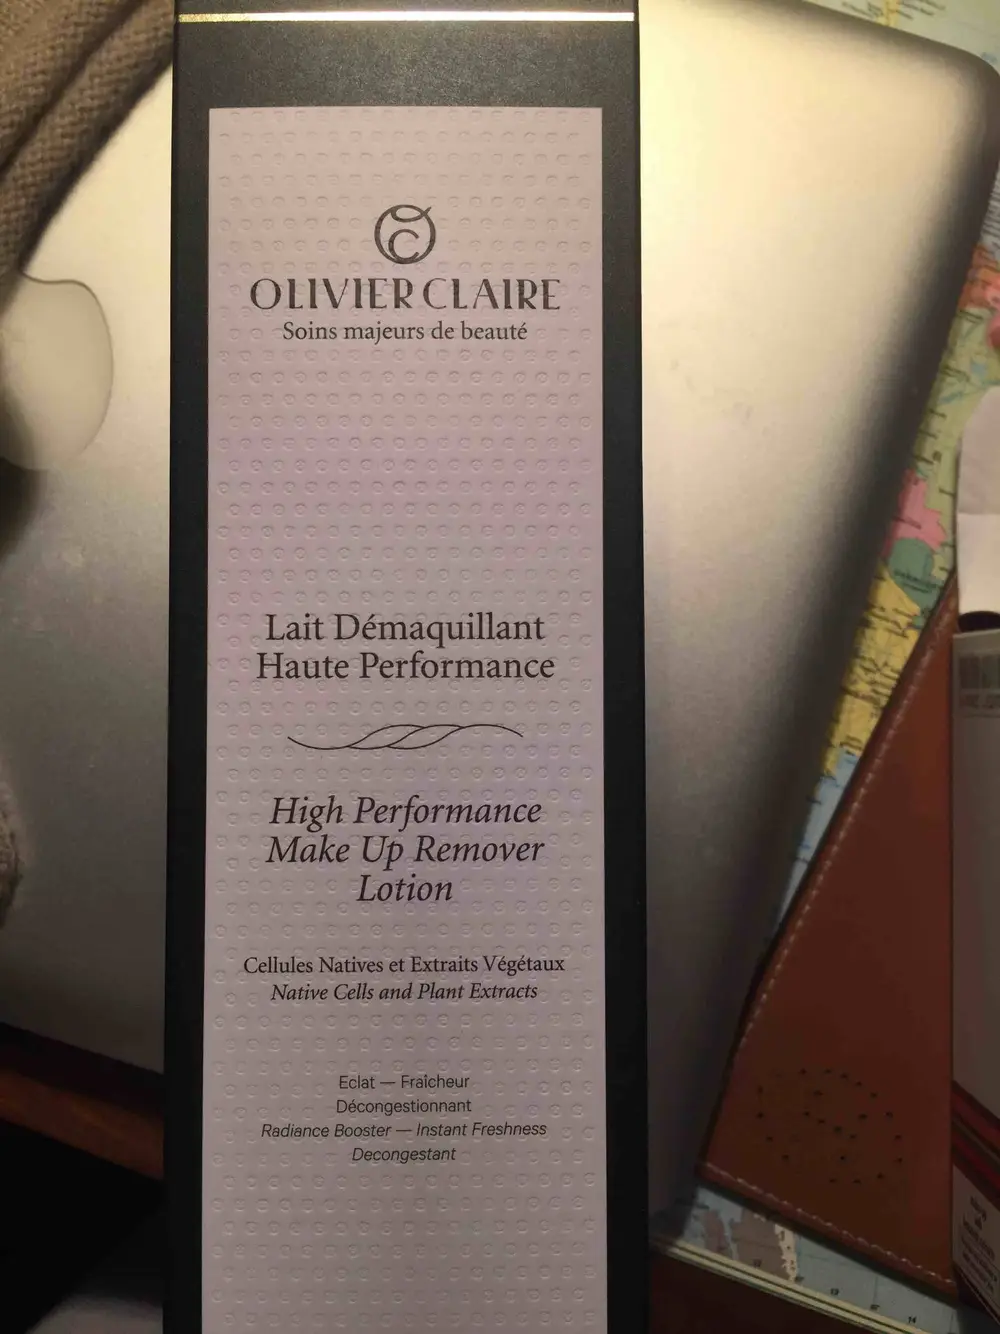 OLIVIER CLAIRE
Soins majeurs de beauté
Lait Démaquillant
Haute Performance
High Performance
Make Up Remover
Lotion
Cellules Natives et Extraits Végétaux
Native Cells and Plant Extracts
Eclat — Fraîcheur
Décongestionnant
Radiance Booster — Instant Freshness
Decongestant